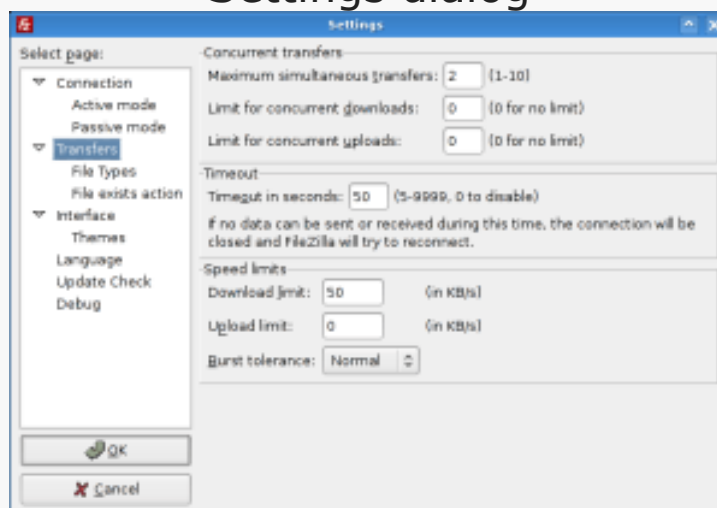 Settings dialog
Settings
Select page:
Connection
Active mode
Passive mode
Transfers
File Types
File exists action
Interface
Themes
Language
Update Check
Debug
OK
Cancel
Concurrent transfers
Maximum simultaneous transfers: 2 (1-10)
Limit for concurrent downloads: 0 (0 for no limit)
Limit for concurrent uploads: 0 (0 for no limit)
Timeout
Timeout in seconds: 50 (5-9999, 0 to disable)
If no data can be sent or received during this time, the connection will be
closed and FileZilla will try to reconnect.
Speed limits
Download limit: 50 (in KB/s)
Upload limit: 0 (in KB/s)
Burst tolerance: Normal